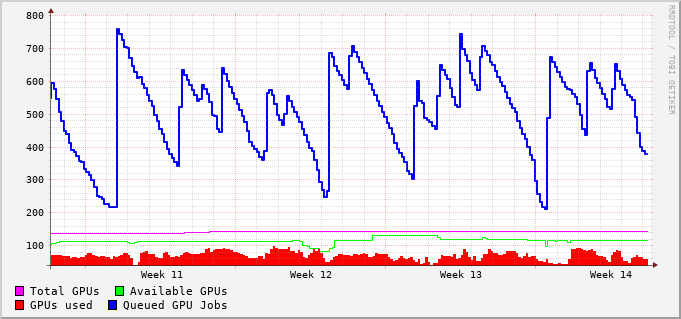 800
700
600
500
400
300
200
100
Week 11 Week 12 Week 13 Week 14
Total GPUs Available GPUs
GPUs used Queued GPU Jobs
RRDTOOL / TOBI OETIKER